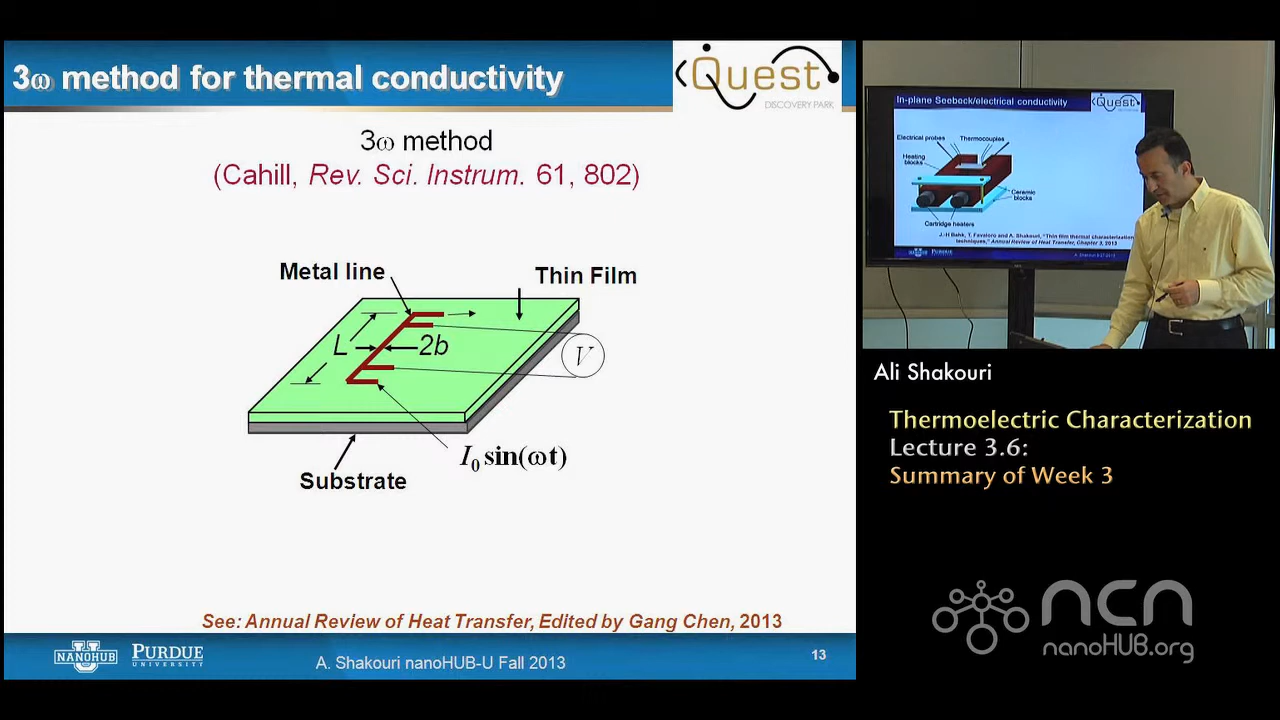 3ω method for thermal conductivity
Quest
DISCOVERY PARK
3ω method
(Cahill, Rev. Sci. Instrum. 61, 802)
Metal line
Thin Film
L
2b
V
I0 sin(ωt)
Substrate
See: Annual Review of Heat Transfer, Edited by Gang Chen, 2013
NANOHUB
PURDUE
UNIVERSITY
A. Shakouri nanoHUB-U Fall 2013
13
In-plane Seebeck/electrical conductivity
Quest
Electrical probes
Thermocouples
Heating
blocks
Ceramic
blocks
Cartridge heaters
J.-H Bahk, T. Favaloro and A. Shakouri, "Thin film thermal characterization
techniques," Annual Review of Heat Transfer, Chapter 3, 2013
PURDUE
Ali Shakouri
Thermoelectric Characterization
Lecture 3.6:
Summary of Week 3
ncn
nanoHUB.org